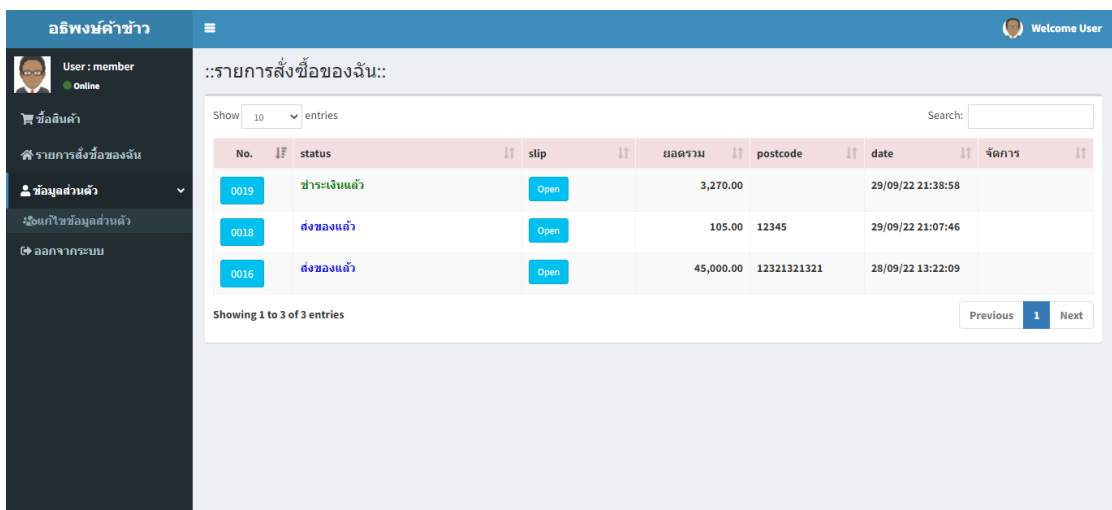 อธิพงษ์ค้าข้าว
Welcome User
User : member
Online
ซื้อสินค้า
รายการสั่งซื้อของฉัน
ข้อมูลส่วนตัว
แก้ไขข้อมูลส่วนตัว
ออกจากระบบ
::รายการสั่งซื้อของฉัน::
Show 10 entries
Search:
No. status slip ยอดรวม postcode date จัดการ
0019 ชำระเงินแล้ว Open 3,270.00 29/09/22 21:38:58
0018 ส่งของแล้ว Open 105.00 12345 29/09/22 21:07:46
0016 ส่งของแล้ว Open 45,000.00 12321321321 28/09/22 13:22:09
Showing 1 to 3 of 3 entries
Previous 1 Next